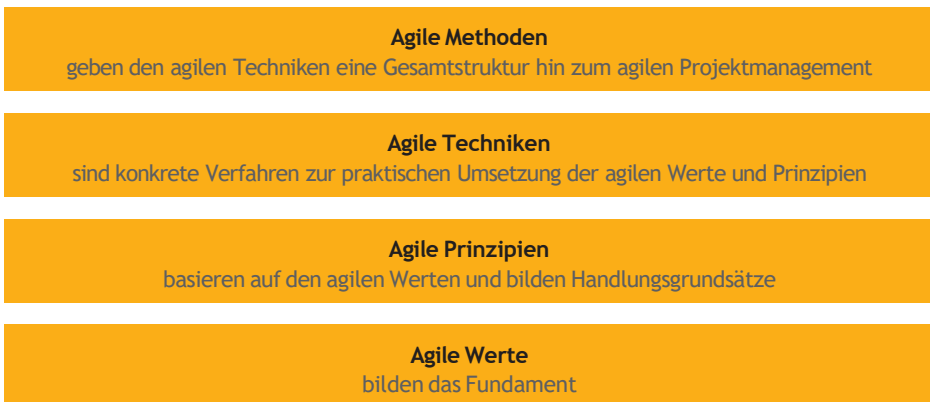 Agile Methoden
geben den agilen Techniken eine Gesamtstruktur hin zum agilen Projektmanagement
Agile Techniken
sind konkrete Verfahren zur praktischen Umsetzung der agilen Werte und Prinzipien
Agile Prinzipien
basieren auf den agilen Werten und bilden Handlungsgrundsätze
Agile Werte
bilden das Fundament